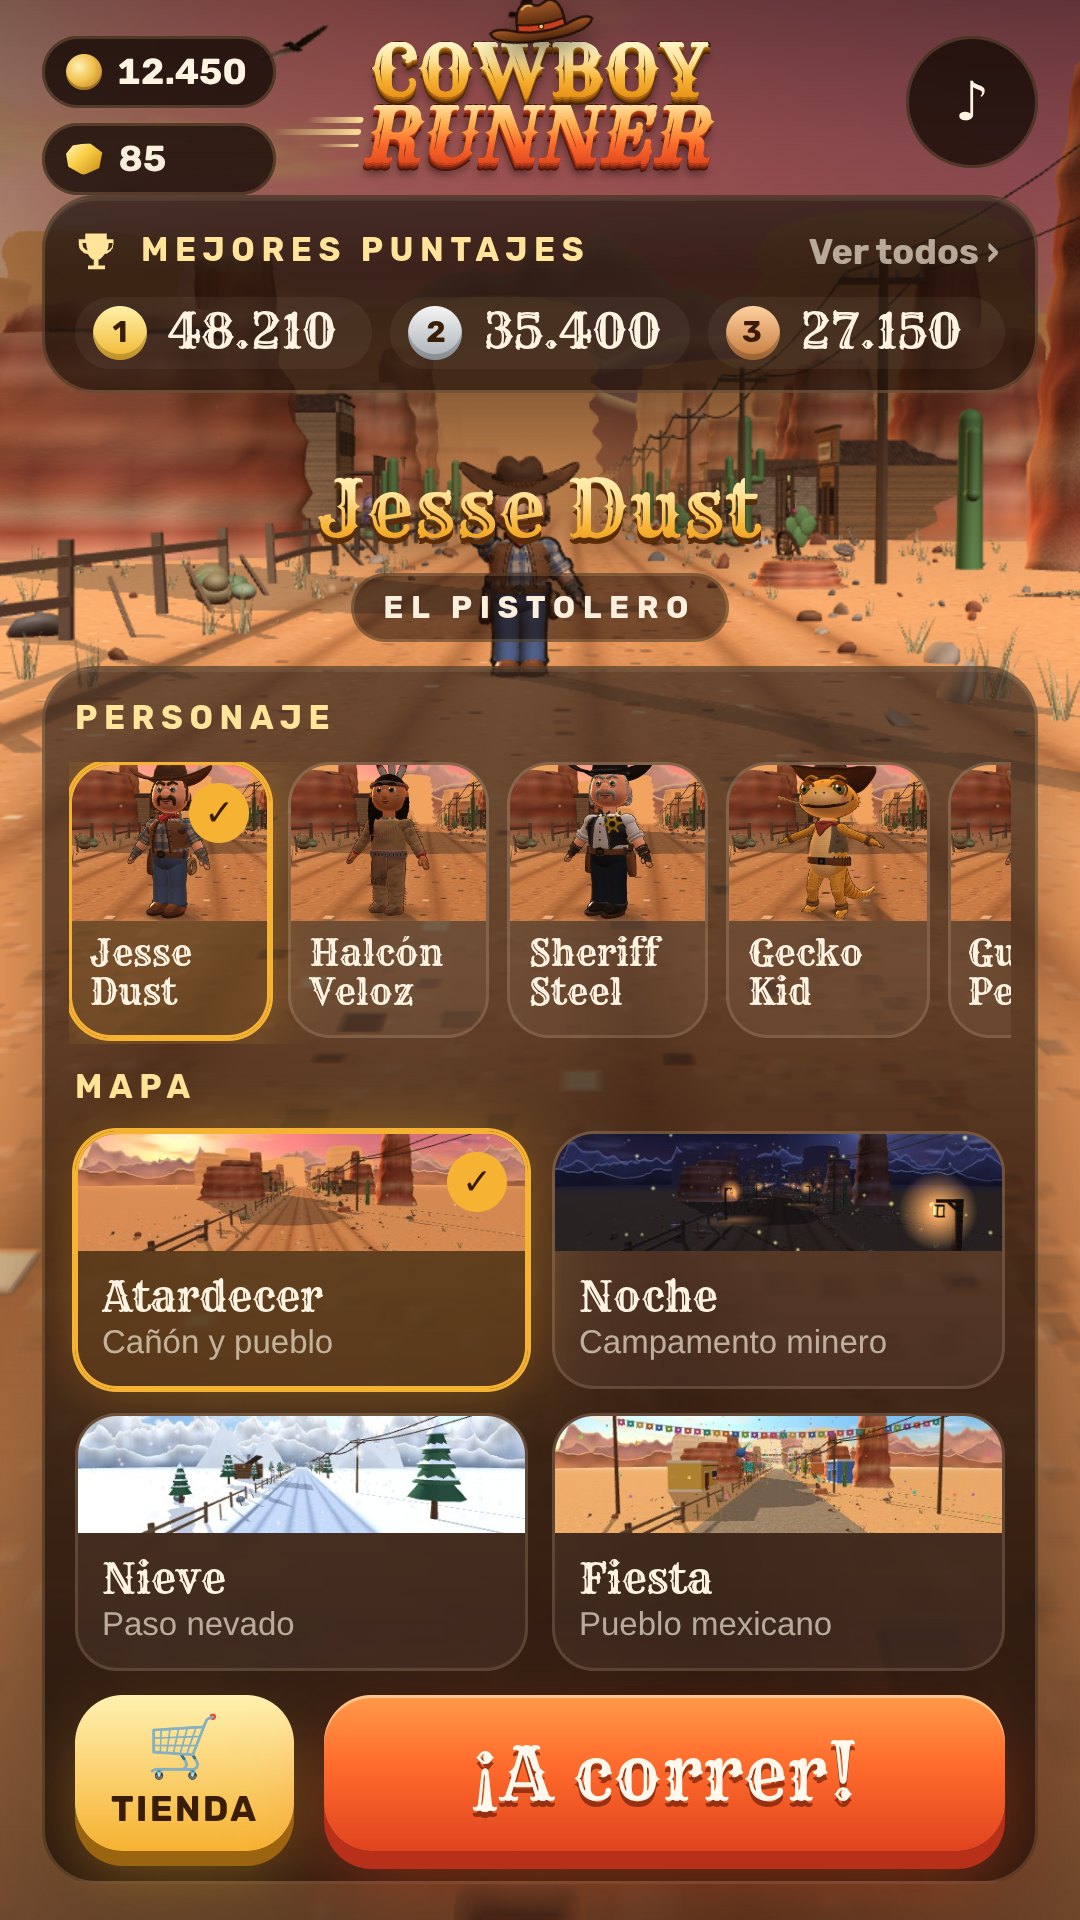 12.450
85
COWBOY
RUNNER
♪
MEJORES PUNTAJES
Ver todos ›
1 48.210
2 35.400
3 27.150
Jesse Dust
EL PISTOLERO
PERSONAJE
✓
Jesse
Dust
Halcón
Veloz
Sheriff
Steel
Gecko
Kid
Gu
Pe
MAPA
✓
Atardecer
Cañón y pueblo
Noche
Campamento minero
Nieve
Paso nevado
Fiesta
Pueblo mexicano
TIENDA
¡A correr!